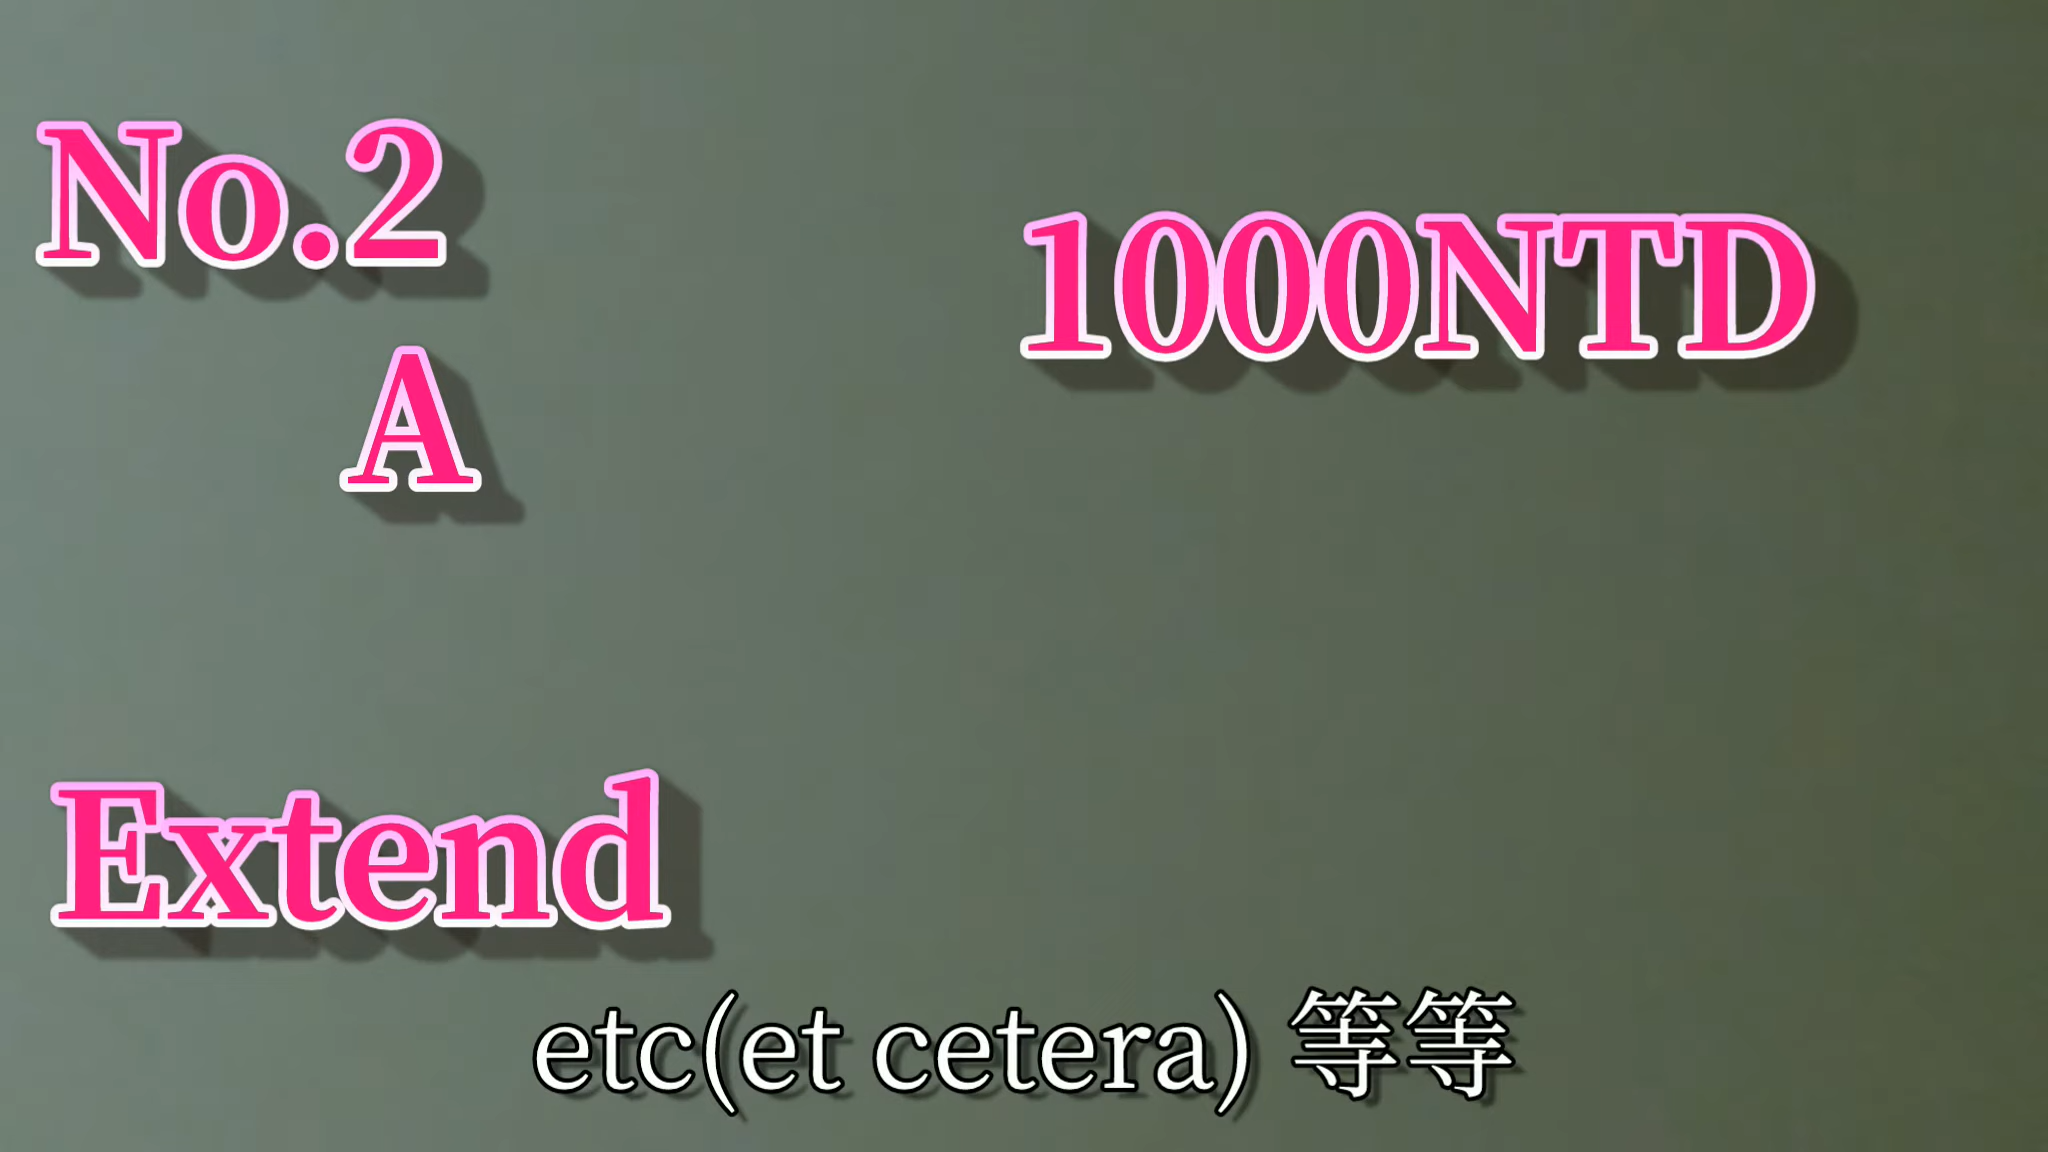 No.2
1000NTD
A
Extend
etc(et cetera) 等等